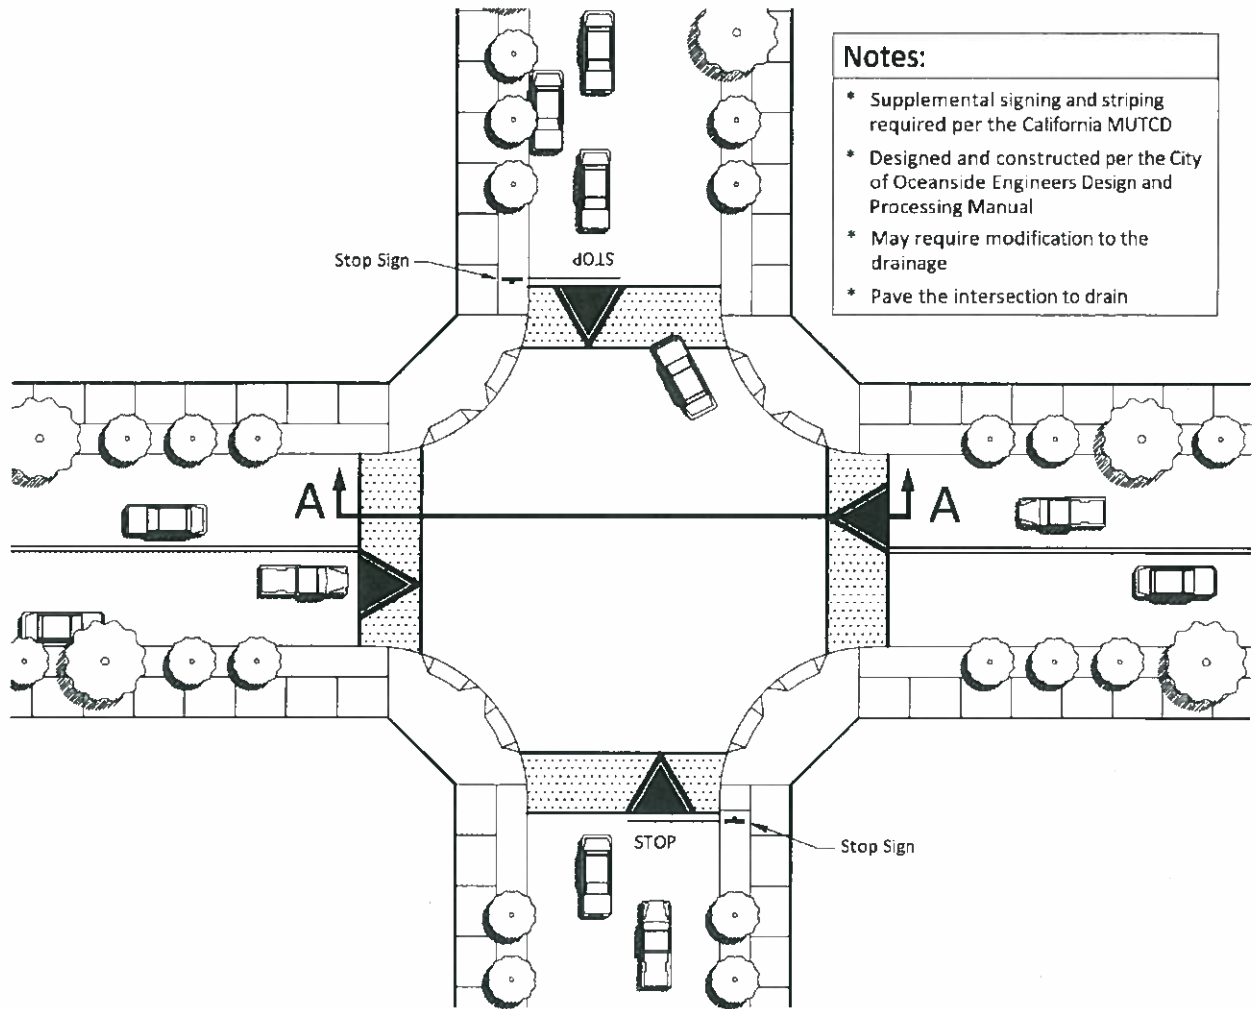 Notes:
* Supplemental signing and striping
required per the California MUTCD
* Designed and constructed per the City
of Oceanside Engineers Design and
Processing Manual
* May require modification to the
drainage
* Pave the intersection to drain
Stop Sign
STOP
A
A
STOP
Stop Sign